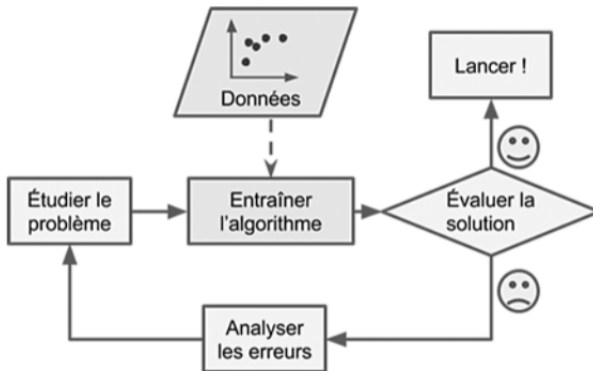 Données
Lancer !
Étudier le
problème
Entraîner
l'algorithme
Évaluer la
solution
Analyser
les erreurs